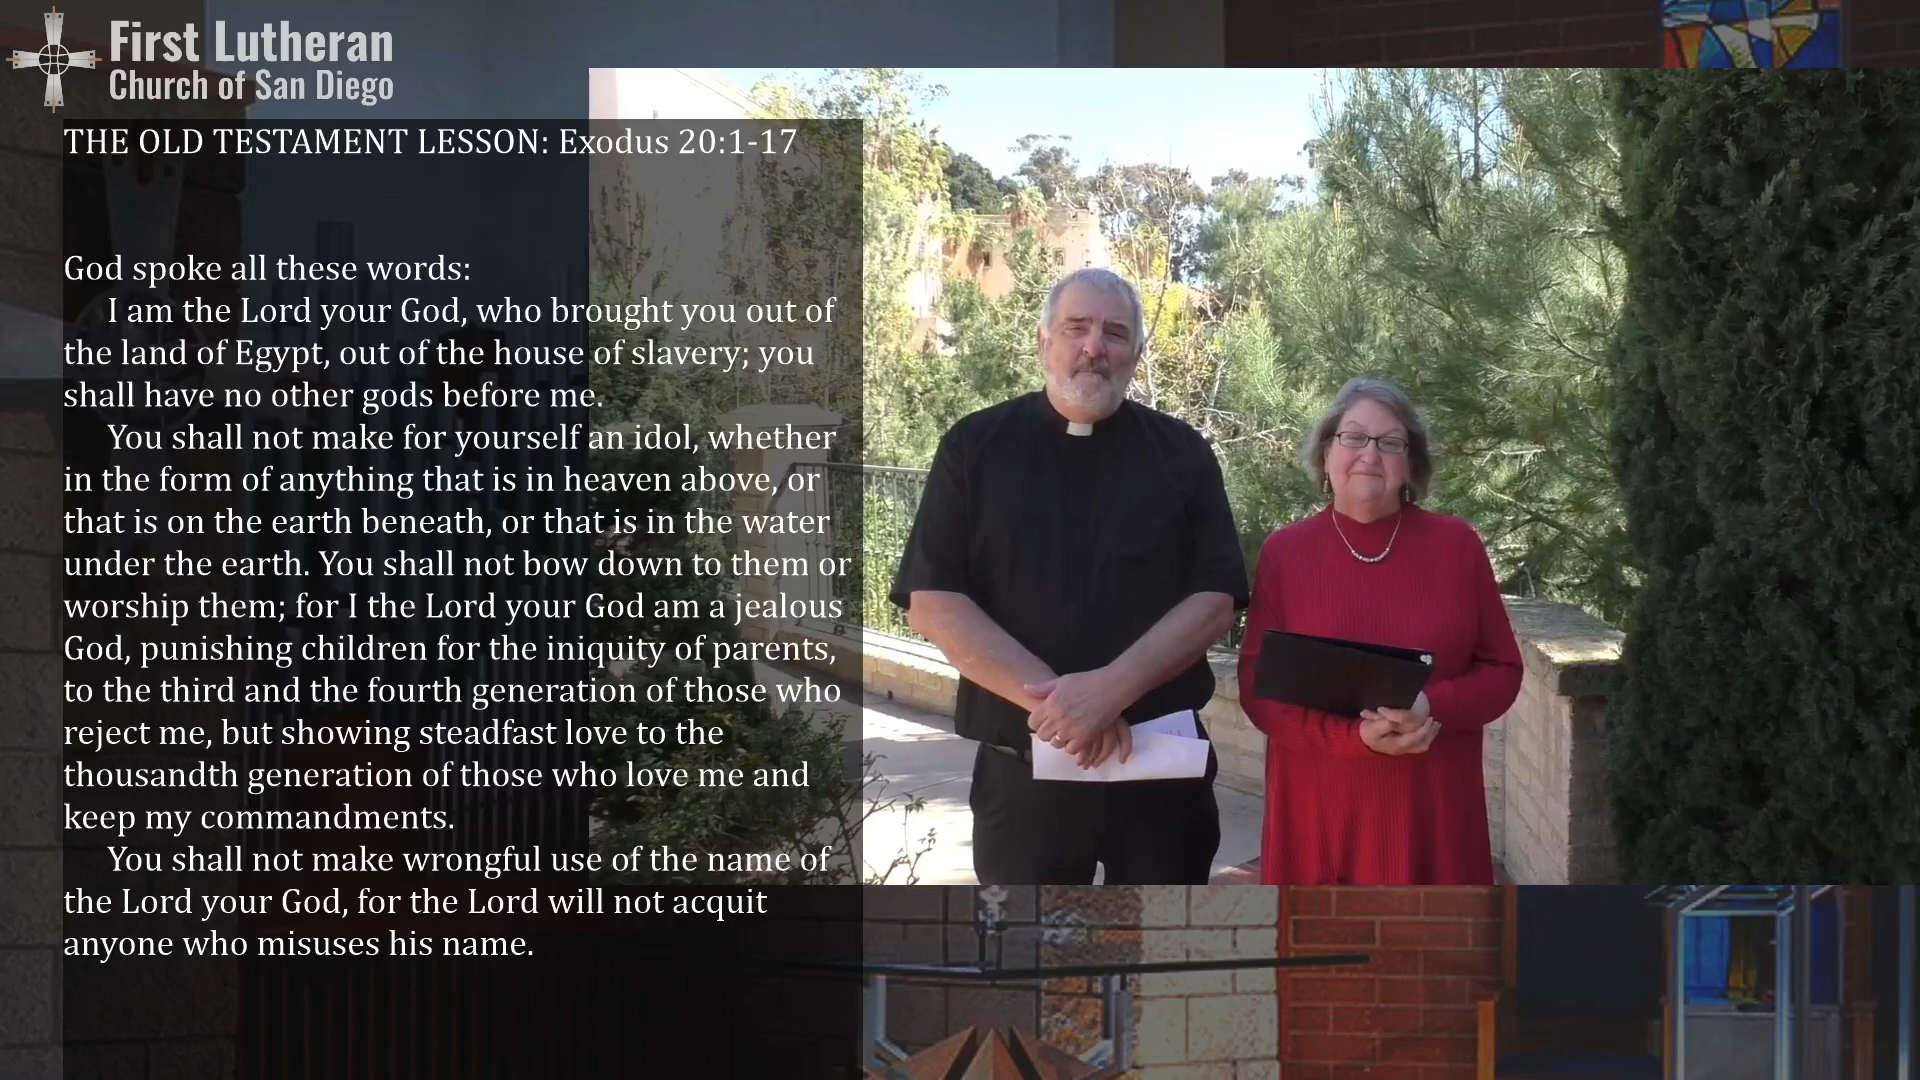 First Lutheran
Church of San Diego
THE OLD TESTAMENT LESSON: Exodus 20:1-17
God spoke all these words:
I am the Lord your God, who brought you out of
the land of Egypt, out of the house of slavery; you
shall have no other gods before me.
You shall not make for yourself an idol, whether
in the form of anything that is in heaven above, or
that is on the earth beneath, or that is in the water
under the earth. You shall not bow down to them or
worship them; for I the Lord your God am a jealous
God, punishing children for the iniquity of parents,
to the third and the fourth generation of those who
reject me, but showing steadfast love to the
thousandth generation of those who love me and
keep my commandments.
You shall not make wrongful use of the name of
the Lord your God, for the Lord will not acquit
anyone who misuses his name.